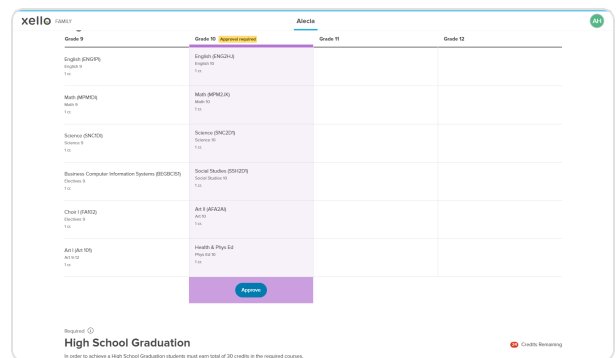 xello FAMILY
Alecia
AH
Grade 9
Grade 10 Approval required
Grade 11
Grade 12
English (ENG1P1)
English 9
1 cr.
English (ENG2HJ)
English 10
1 cr.
Math (MPM1D1)
Math 9
1 cr.
Math (MPM2J6)
Math 10
1 cr.
Science (SNC1D1)
Science 9
1 cr.
Science (SNC2D1)
Science 10
1 cr.
Business Computer Information Systems (BEGBC1S1)
Electives 9
1 cr.
Social Studies (SSH2D1)
Social Studies 10
1 cr.
Choir I (FA102)
Electives 9
1 cr.
Art II (AFA2A1)
Art 10
1 cr.
Art I (Art 101)
Art 9-12
1 cr.
Health & Phys Ed
Phys Ed 10
1 cr.
Approve
Required
High School Graduation
Credits Remaining
In order to achieve a High School Graduation students must earn total of 30 credits in the required courses.